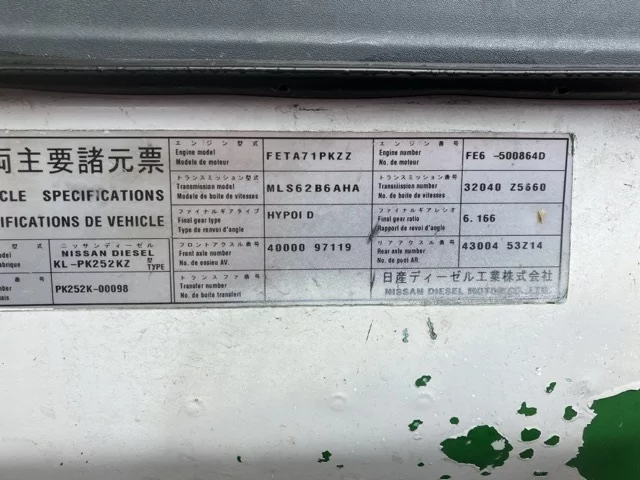 両主要諸元票
CLE SPECIFICATIONS
IFICATIONS DE VEHICLE
ニッサンディーゼル
NISSAN DIESEL
KL-PK252KZ
型式
TYPE
PK252K-00098
エンジン型式
Engine model
Modele de moteur
FETA71PKZZ
エンジン番号
Engine number
No. de moteur
FE6 -500864D
トランスミッション型式
Transmission model
Modele de boite de vitesses
MLS62B6AHA
トランスミッション番号
Transmission number
No. de boite de vitesses
32040 Z5660
ファイナルギアタイプ
Final gear type
Type de renvoi d'angle
HYPOID
ファイナルギアレシオ
Final gear ratio
Rapport de renvoi d'angle
6.166
フロントアクスル番号
Front axle number
No. de essieu AV.
40000 97119
リアアクスル番号
Rear axle number
No. de pont AR.
43004 53Z14
トランスファ番号
Transfer number
No. de boite transfert
日産ディーゼル工業株式会社
NISSAN DIESEL MOTOR CO., LTD.